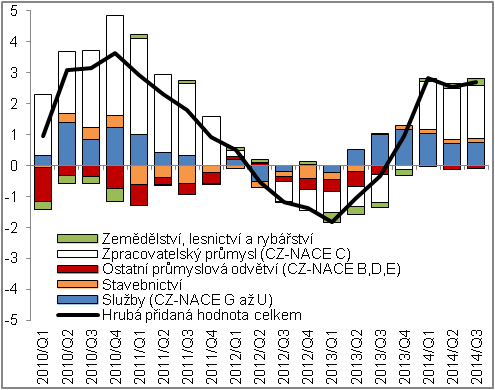 5
4
3
2
1
0
-1
-2
-3
-4
-5
Zemědělství, lesnictví a rybářství
Zpracovatelský průmysl (CZ-NACE C)
Ostatní průmyslová odvětví (CZ-NACE B,D,E)
Stavebnictví
Služby (CZ-NACE G až U)
Hrubá přidaná hodnota celkem
2010/Q1
2010/Q2
2010/Q3
2010/Q4
2011/Q1
2011/Q2
2011/Q3
2011/Q4
2012/Q1
2012/Q2
2012/Q3
2012/Q4
2013/Q1
2013/Q2
2013/Q3
2013/Q4
2014/Q1
2014/Q2
2014/Q3